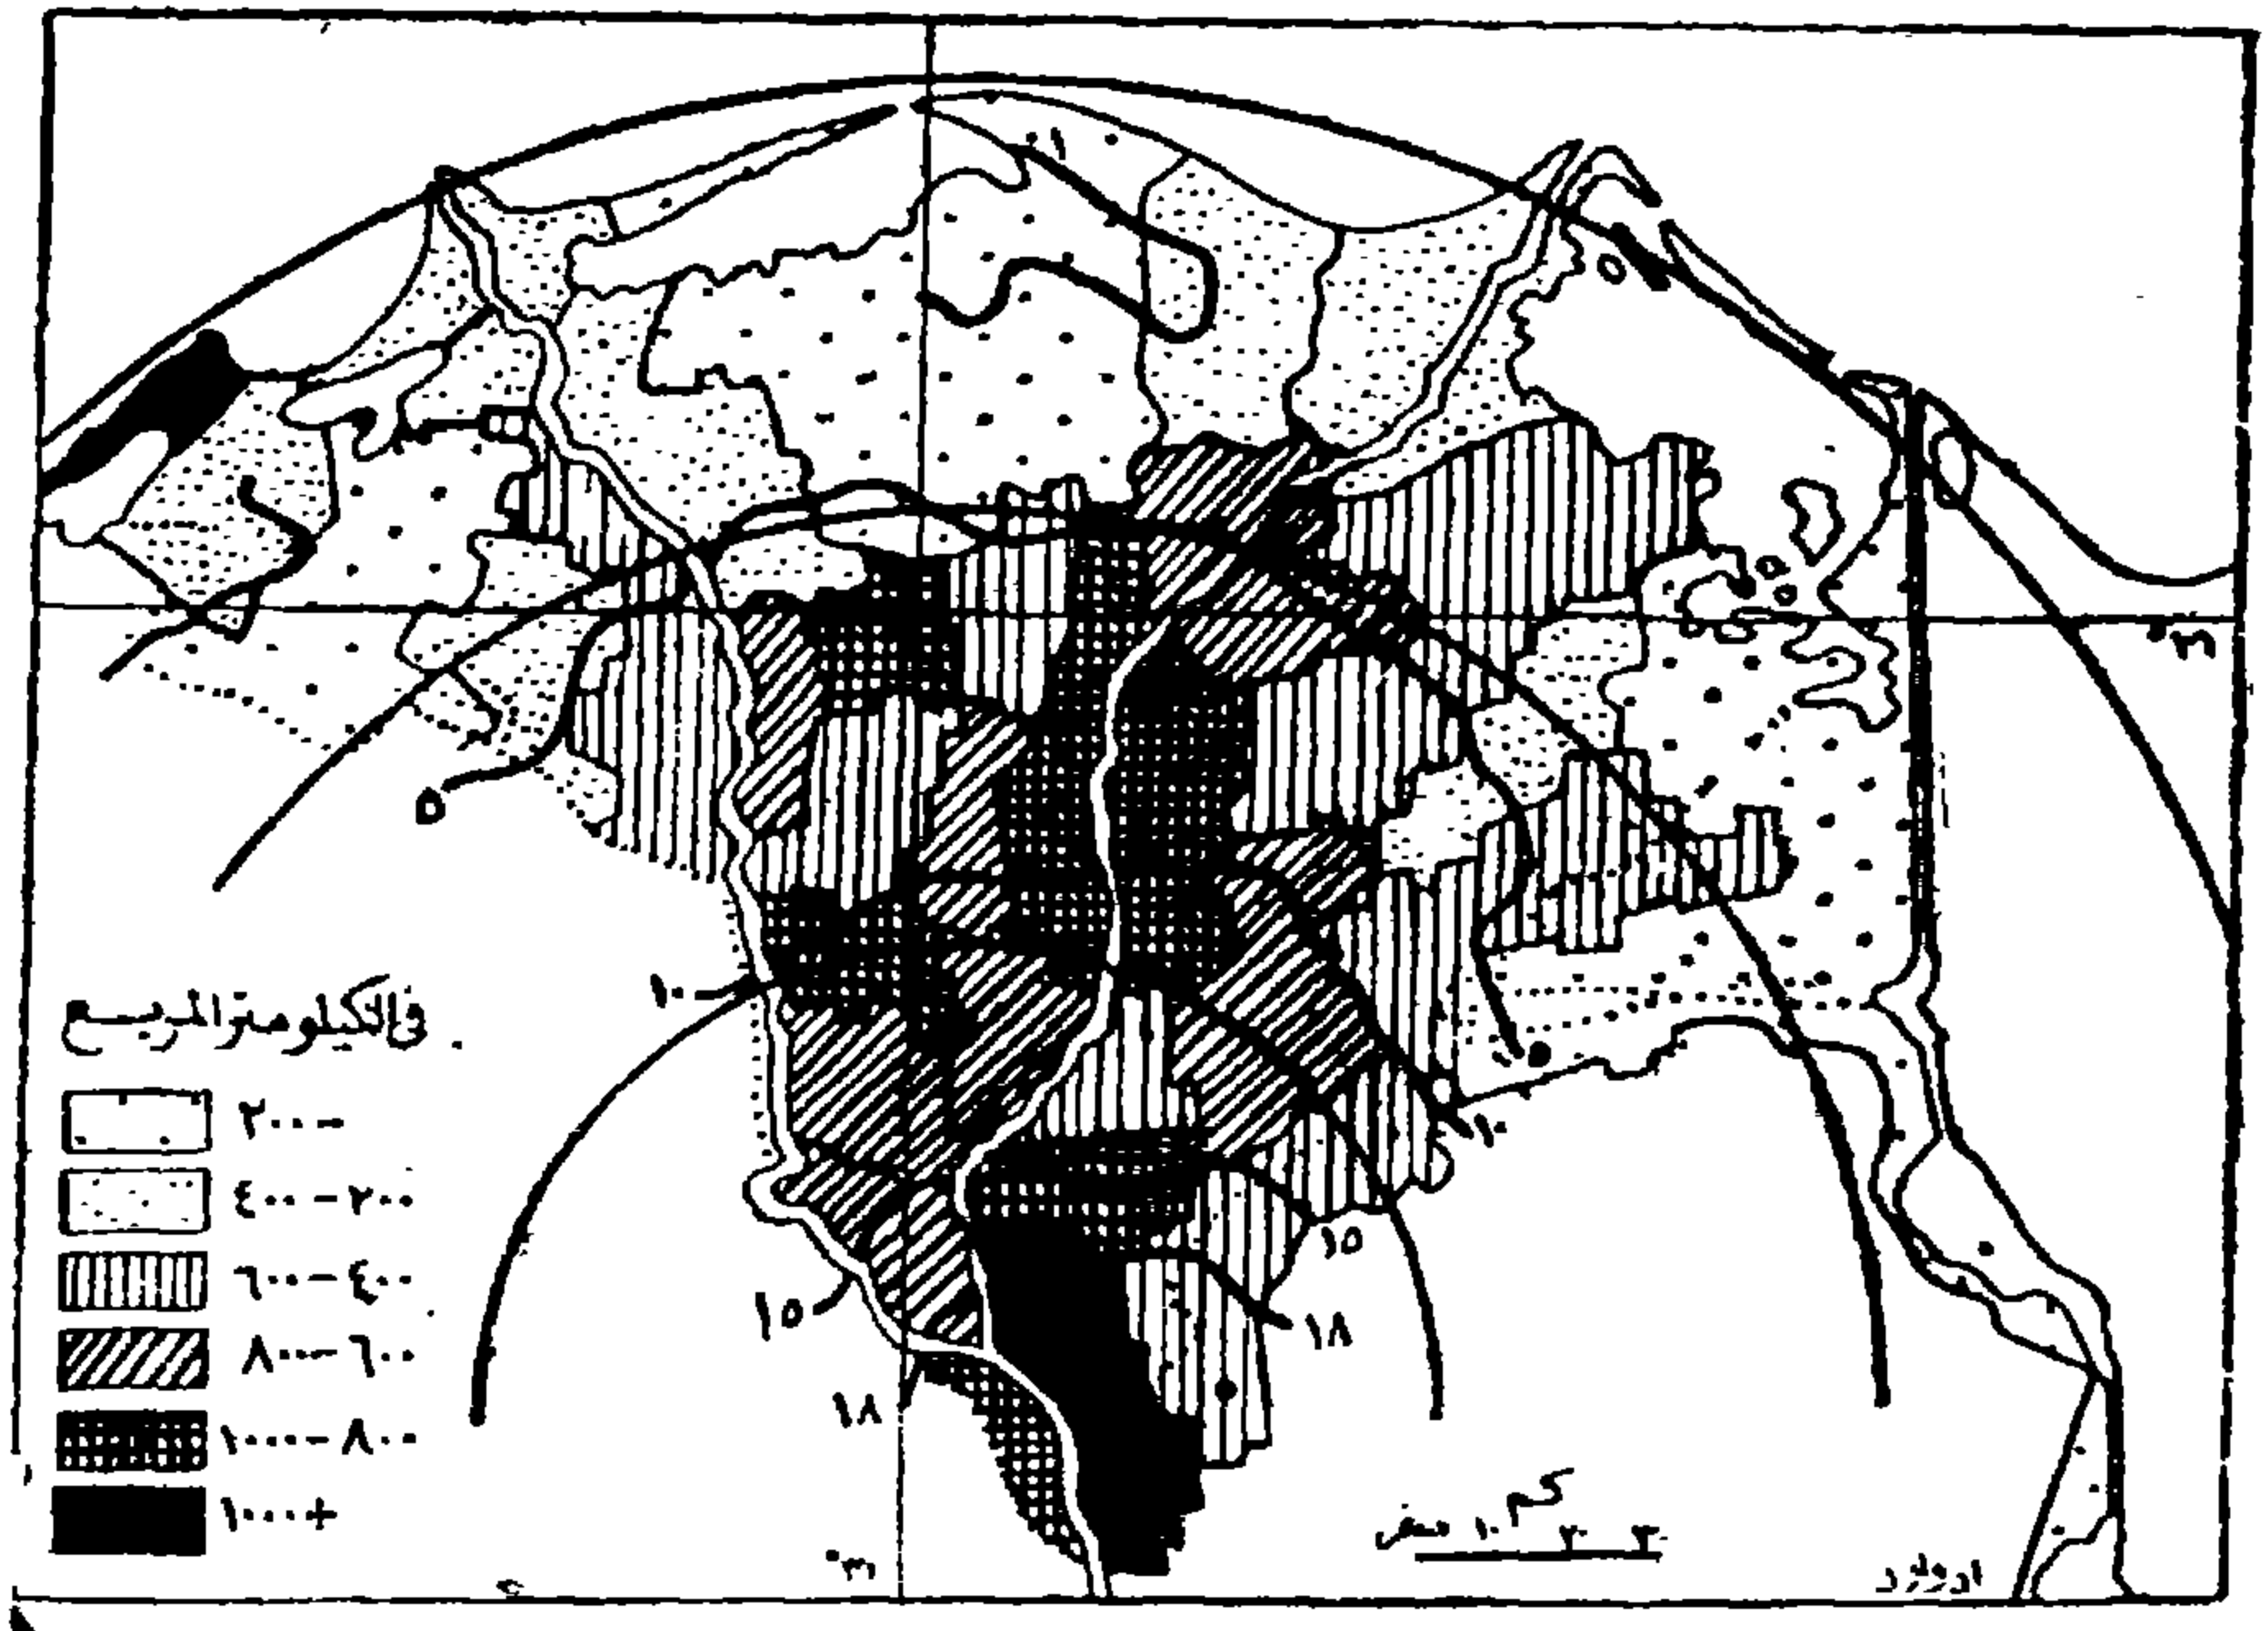 في الكيلومتر المربع
٢٠٠ –
٢٠٠ – ٤٠٠
٤٠٠ – ٦٠٠
٦٠٠ – ٨٠٠
٨٠٠ – ١٠٠٠
١٠٠٠ +
٥
٥
١٠
١٠
١٥
١٥
١٨
١٨
كم